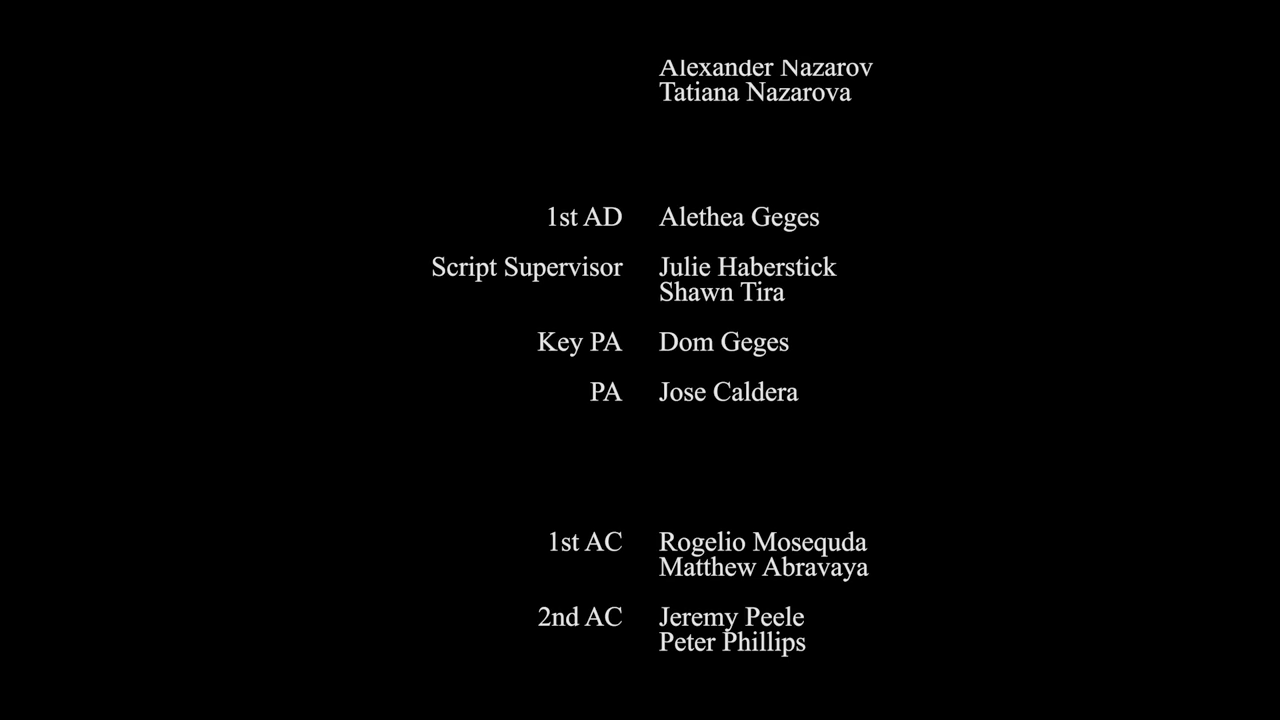 Alexander Nazarov
Tatiana Nazarova
1st AD Alethea Geges
Script Supervisor Julie Haberstick
Shawn Tira
Key PA Dom Geges
PA Jose Caldera
1st AC Rogelio Mosequda
Matthew Abravaya
2nd AC Jeremy Peele
Peter Phillips